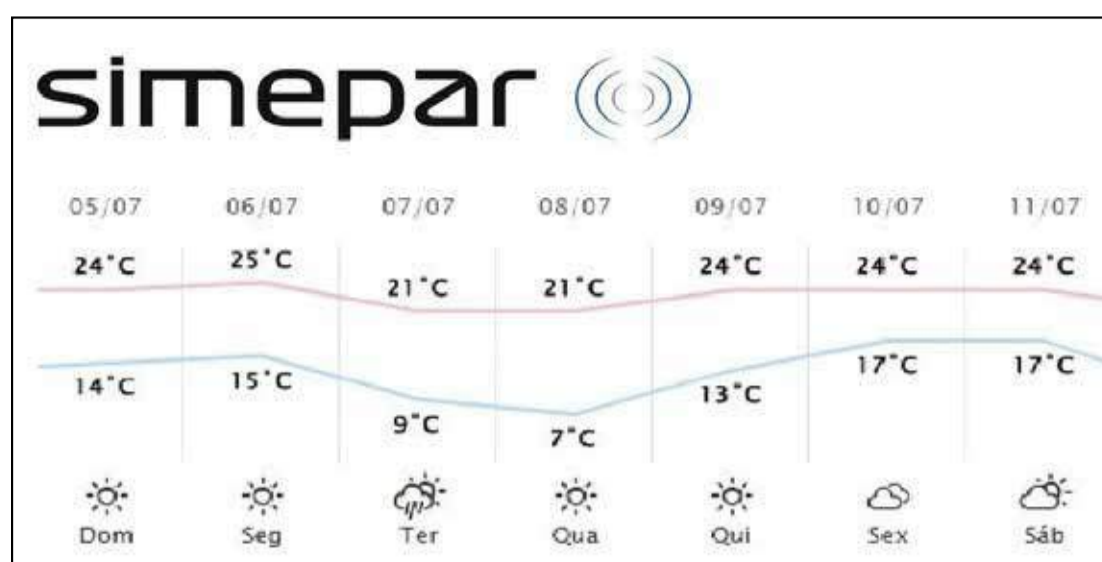 simepar
05/07 06/07 07/07 08/07 09/07 10/07 11/07
24°C 25°C 21°C 21°C 24°C 24°C 24°C
14°C 15°C 9°C 7°C 13°C 17°C 17°C
Dom Seg Ter Qua Qui Sex Sáb